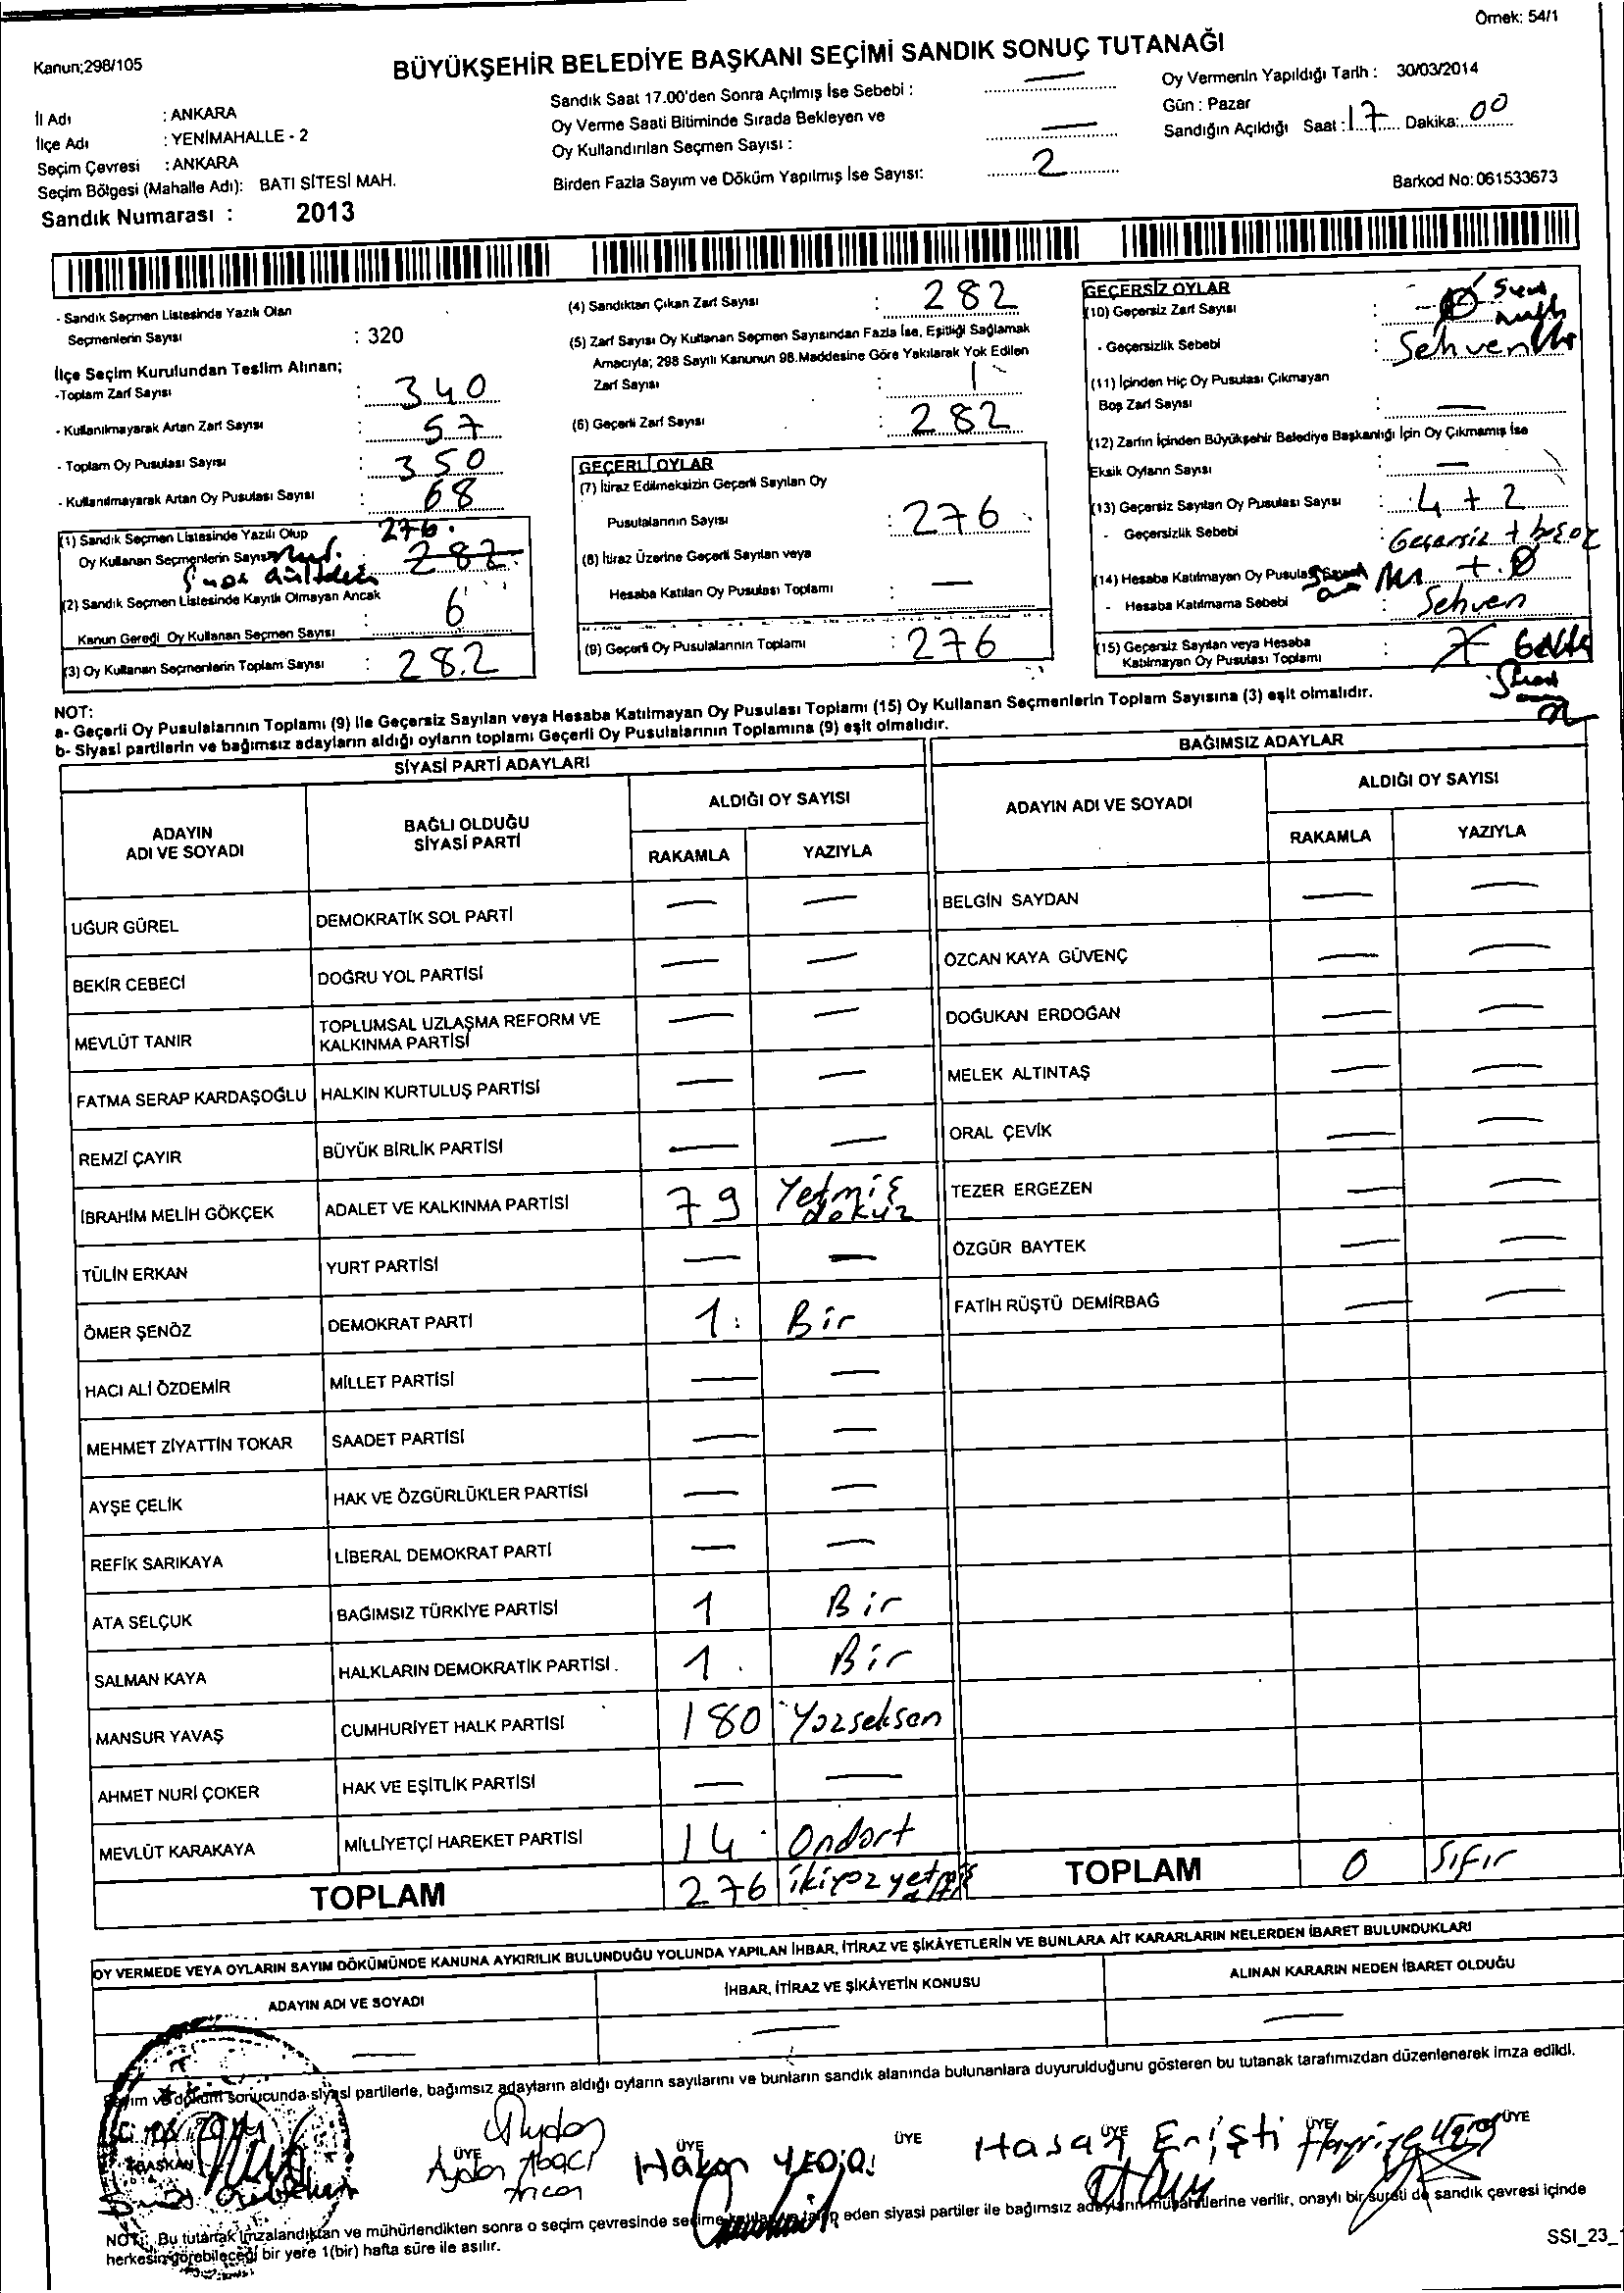 Örnek: 54/1
Kanun;298/105
BÜYÜKŞEHİR BELEDİYE BAŞKANI SEÇİMİ SANDIK SONUÇ TUTANAĞI
İl Adı : ANKARA
İlçe Adı : YENİMAHALLE - 2
Seçim Çevresi : ANKARA
Seçim Bölgesi (Mahalle Adı): BATI SİTESİ MAH.
Sandık Numarası : 2013
Sandık Saat 17.00'den Sonra Açılmış İse Sebebi : —
Oy Verme Saati Bitiminde Sırada Bekleyen ve
Oy Kullandırılan Seçmen Sayısı : —
Birden Fazla Sayım ve Döküm Yapılmış İse Sayısı: 2
Oy Vermenin Yapıldığı Tarih : 30/03/2014
Gün : Pazar
Sandığın Açıldığı Saat : 17 Dakika: 00
Barkod No: 061533673
- Sandık Seçmen Listesinde Yazılı Olan
Seçmenlerin Sayısı : 320
İlçe Seçim Kurulundan Teslim Alınan;
-Toplam Zarf Sayısı : 340
- Kullanılmayarak Artan Zarf Sayısı : 57
- Toplam Oy Pusulası Sayısı : 350
- Kullanılmayarak Artan Oy Pusulası Sayısı : 68
(1) Sandık Seçmen Listesinde Yazılı Olup 276
Oy Kullanan Seçmenlerin Sayısı 282
(2) Sandık Seçmen Listesinde Kayıtlı Olmayan Ancak
Kanun Gereği Oy Kullanan Seçmen Sayısı 6
(3) Oy Kullanan Seçmenlerin Toplam Sayısı : 282
(4) Sandıktan Çıkan Zarf Sayısı : 282
(5) Zarf Sayısı Oy Kullanan Seçmen Sayısından Fazla İse, Eşitliği Sağlamak
Amacıyla; 298 Sayılı Kanunun 98.Maddesine Göre Yakılarak Yok Edilen
Zarf Sayısı : 1
(6) Geçerli Zarf Sayısı : 282
GEÇERLİ OYLAR
(7) İtiraz Edilmeksizin Geçerli Sayılan Oy
Pusulalarının Sayısı : 276
(8) İtiraz Üzerine Geçerli Sayılan veya
Hesaba Katılan Oy Pusulası Toplamı : —
(9) Geçerli Oy Pusulalarının Toplamı : 276
GEÇERSİZ OYLAR
(10) Geçersiz Zarf Sayısı :
- Geçersizlik Sebebi : Sehven
(11) İçinden Hiç Oy Pusulası Çıkmayan
Boş Zarf Sayısı : —
(12) Zarfın İçinden Büyükşehir Belediye Başkanlığı İçin Oy Çıkmamış İse
Eksik Oyların Sayısı : —
(13) Geçersiz Sayılan Oy Pusulası Sayısı : 4 + 2
- Geçersizlik Sebebi : Geçersiz +
(14) Hesaba Katılmayan Oy Pusulası
- Hesaba Katılmama Sebebi : Sehven
(15) Geçersiz Sayılan veya Hesaba
Katılmayan Oy Pusulası Toplamı :
NOT:
a- Geçerli Oy Pusulalarının Toplamı (9) İle Geçersiz Sayılan veya Hesaba Katılmayan Oy Pusulası Toplamı (15) Oy Kullanan Seçmenlerin Toplam Sayısına (3) eşit olmalıdır.
b- Siyasi partilerin ve bağımsız adayların aldığı oyların toplamı Geçerli Oy Pusulalarının Toplamına (9) eşit olmalıdır.
SİYASİ PARTİ ADAYLARI
ADAYIN ADI VE SOYADI
BAĞLI OLDUĞU SİYASİ PARTİ
ALDIĞI OY SAYISI
RAKAMLA YAZIYLA
UĞUR GÜREL DEMOKRATİK SOL PARTİ — —
BEKİR CEBECİ DOĞRU YOL PARTİSİ — —
MEVLÜT TANIR TOPLUMSAL UZLAŞMA REFORM VE KALKINMA PARTİSİ — —
FATMA SERAP KARDAŞOĞLU HALKIN KURTULUŞ PARTİSİ — —
REMZİ ÇAYIR BÜYÜK BİRLİK PARTİSİ — —
İBRAHİM MELİH GÖKÇEK ADALET VE KALKINMA PARTİSİ 79 Yetmiş dokuz
TÜLİN ERKAN YURT PARTİSİ — —
ÖMER ŞENÖZ DEMOKRAT PARTİ 1 Bir
HACI ALİ ÖZDEMİR MİLLET PARTİSİ — —
MEHMET ZİYATTİN TOKAR SAADET PARTİSİ — —
AYŞE ÇELİK HAK VE ÖZGÜRLÜKLER PARTİSİ — —
REFİK SARIKAYA LİBERAL DEMOKRAT PARTİ — —
ATA SELÇUK BAĞIMSIZ TÜRKİYE PARTİSİ 1 Bir
SALMAN KAYA HALKLARIN DEMOKRATİK PARTİSİ 1 Bir
MANSUR YAVAŞ CUMHURİYET HALK PARTİSİ 180 Yüzseksen
AHMET NURİ ÇOKER HAK VE EŞİTLİK PARTİSİ — —
MEVLÜT KARAKAYA MİLLİYETÇİ HAREKET PARTİSİ 14 Ondört
TOPLAM 276 ikiyüz yetmiş
BAĞIMSIZ ADAYLAR
ADAYIN ADI VE SOYADI
ALDIĞI OY SAYISI
RAKAMLA YAZIYLA
BELGİN SAYDAN — —
ÖZCAN KAYA GÜVENÇ — —
DOĞUKAN ERDOĞAN — —
MELEK ALTINTAŞ — —
ORAL ÇEVİK — —
TEZER ERGEZEN — —
ÖZGÜR BAYTEK — —
FATİH RÜŞTÜ DEMİRBAĞ — —
TOPLAM 0 Sıfır
OY VERMEDE VEYA OYLARIN SAYIM DÖKÜMÜNDE KANUNA AYKIRILIK BULUNDUĞU YOLUNDA YAPILAN İHBAR, İTİRAZ VE ŞİKÂYETLERİN VE BUNLARA AİT KARARLARIN NELERDEN İBARET BULUNDUKLARI
ADAYIN ADI VE SOYADI
İHBAR, İTİRAZ VE ŞİKÂYETİN KONUSU
ALINAN KARARIN NEDEN İBARET OLDUĞU
— — —
Sayım ve döküm sonucunda siyasi partilerle, bağımsız adayların aldığı oyların sayılarını ve bunların sandık alanında bulunanlara duyurulduğunu gösteren bu tutanak tarafımızdan düzenlenerek imza edildi.
BAŞKAN ÜYE ÜYE ÜYE ÜYE ÜYE ÜYE
Hasan Enişti
NOT: Bu tutanak imzalandıktan ve mühürlendikten sonra o seçim çevresinde seçime katılan ve talep eden siyasi partiler ile bağımsız adayların müşahitlerine verilir, onaylı bir sureti de sandık çevresi içinde
herkesin görebileceği bir yere 1(bir) hafta süre ile asılır.
SSI_23_